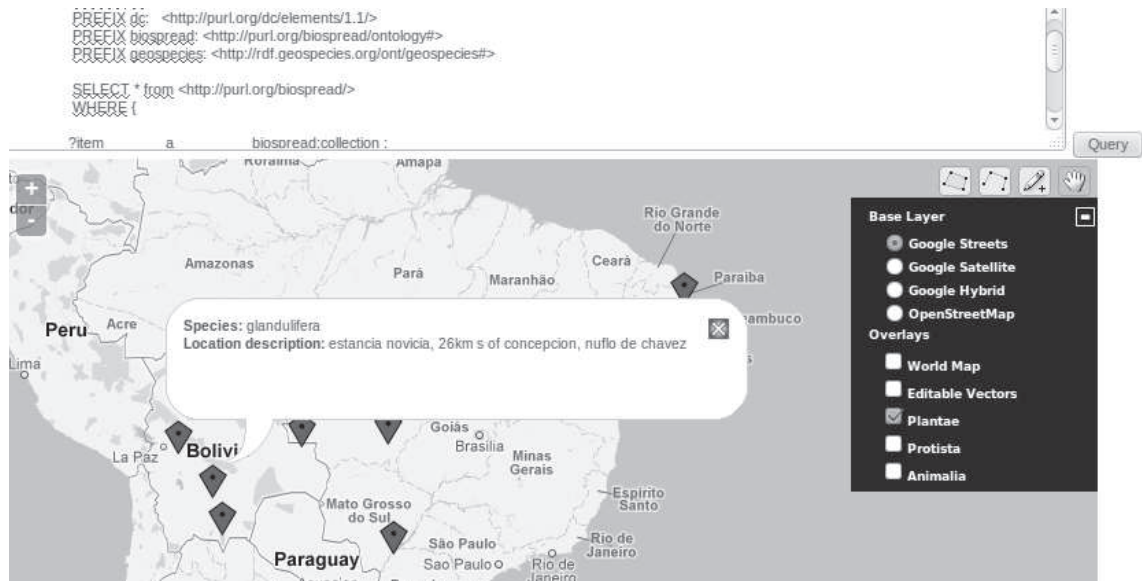 PREFIX dc: <http://purl.org/dc/elements/1.1/>
PREFIX biospread: <http://purl.org/biospread/ontology#>
PREFIX geospecies: <http://rdf.geospecies.org/ont/geospecies#>
SELECT * from <http://purl.org/biospread/>
WHERE {
?item a biospread:collection ;
Query
Roraima
Amapa
+
-
Base Layer
Google Streets
Google Satellite
Google Hybrid
OpenStreetMap
Overlays
World Map
Editable Vectors
Plantae
Protista
Animalia
Rio Grande
do Norte
Amazonas
Pará
Maranhão
Ceará
Paraiba
Peru
Acre
Lima
Species: glandulifera
Location description: estancia novicia, 26km s of concepcion, nuflo de chavez
ambuco
Goiás
Brasilia
La Paz
Bolivi
Minas
Gerais
Mato Grosso
do Sul
Espirito
Santo
São Paulo
Sao Paulo
Rio de
Janeiro
Rio de
Janeiro
Paraguay